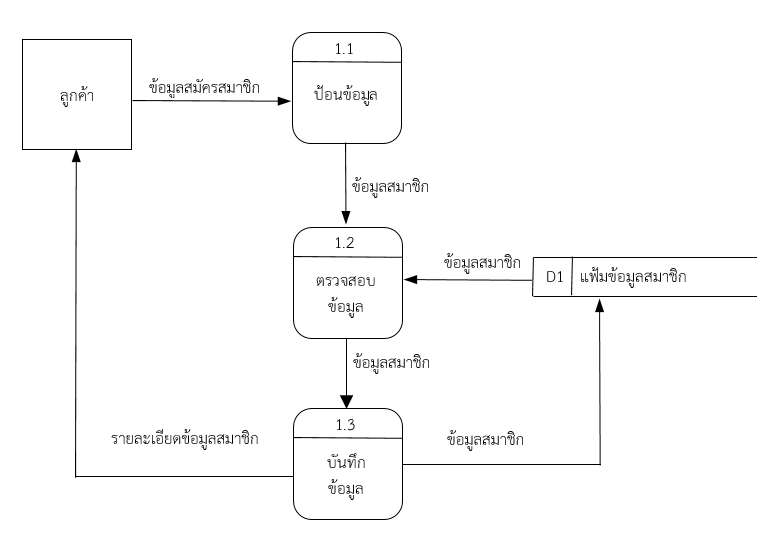 1.1
ลูกค้า
ข้อมูลสมัครสมาชิก
ป้อนข้อมูล
ข้อมูลสมาชิก
1.2
ตรวจสอบ
ข้อมูล
ข้อมูลสมาชิก
D1
แฟ้มข้อมูลสมาชิก
ข้อมูลสมาชิก
1.3
รายละเอียดข้อมูลสมาชิก
บันทึก
ข้อมูล
ข้อมูลสมาชิก